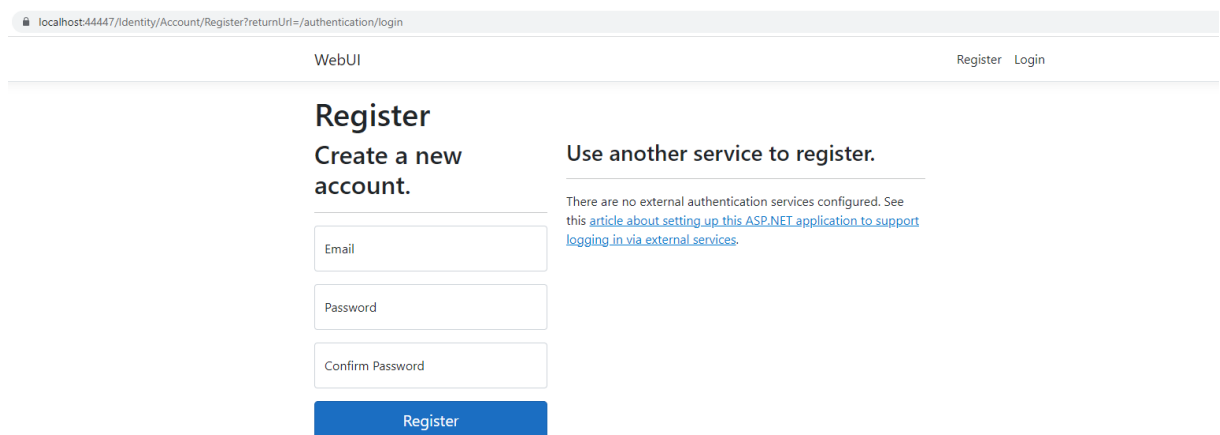 localhost:44447/Identity/Account/Register?returnUrl=/authentication/login
WebUI
Register Login
Register
Create a new
account.
Email
Password
Confirm Password
Register
Use another service to register.
There are no external authentication services configured. See
this article about setting up this ASP.NET application to support
logging in via external services.